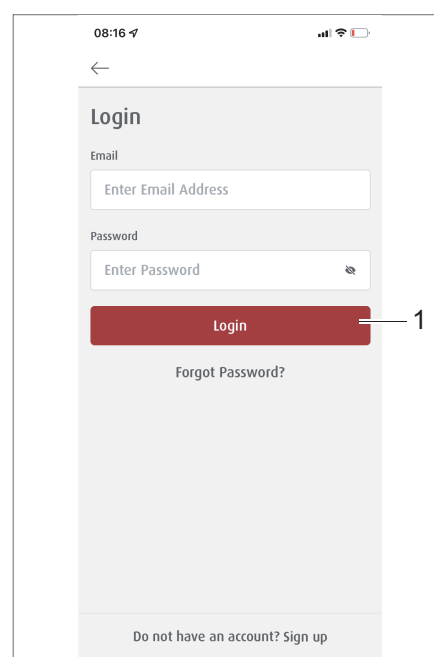 08:16
Login
Email
Enter Email Address
Password
Enter Password
Login
1
Forgot Password?
Do not have an account? Sign up